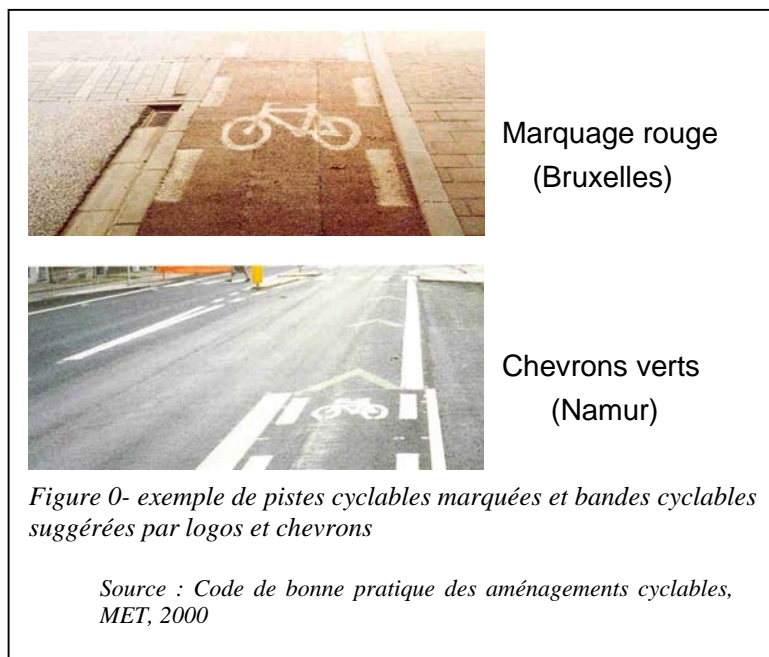 Marquage rouge
(Bruxelles)
Chevrons verts
(Namur)
Figure 0- exemple de pistes cyclables marquées et bandes cyclable
suggérées par logos et chevrons
Source : Code de bonne pratique des aménagements cyclables,
MET, 2000